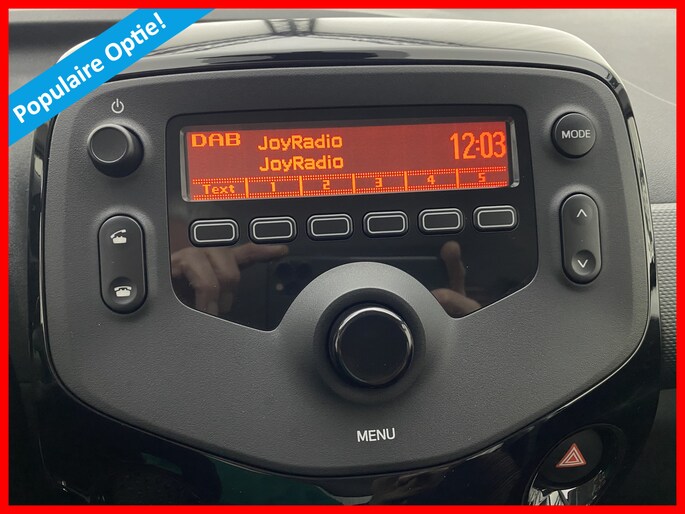 Populaire Optie!
DAB JoyRadio 12:03
JoyRadio
Text 1 2 3 4 5
MODE
MENU